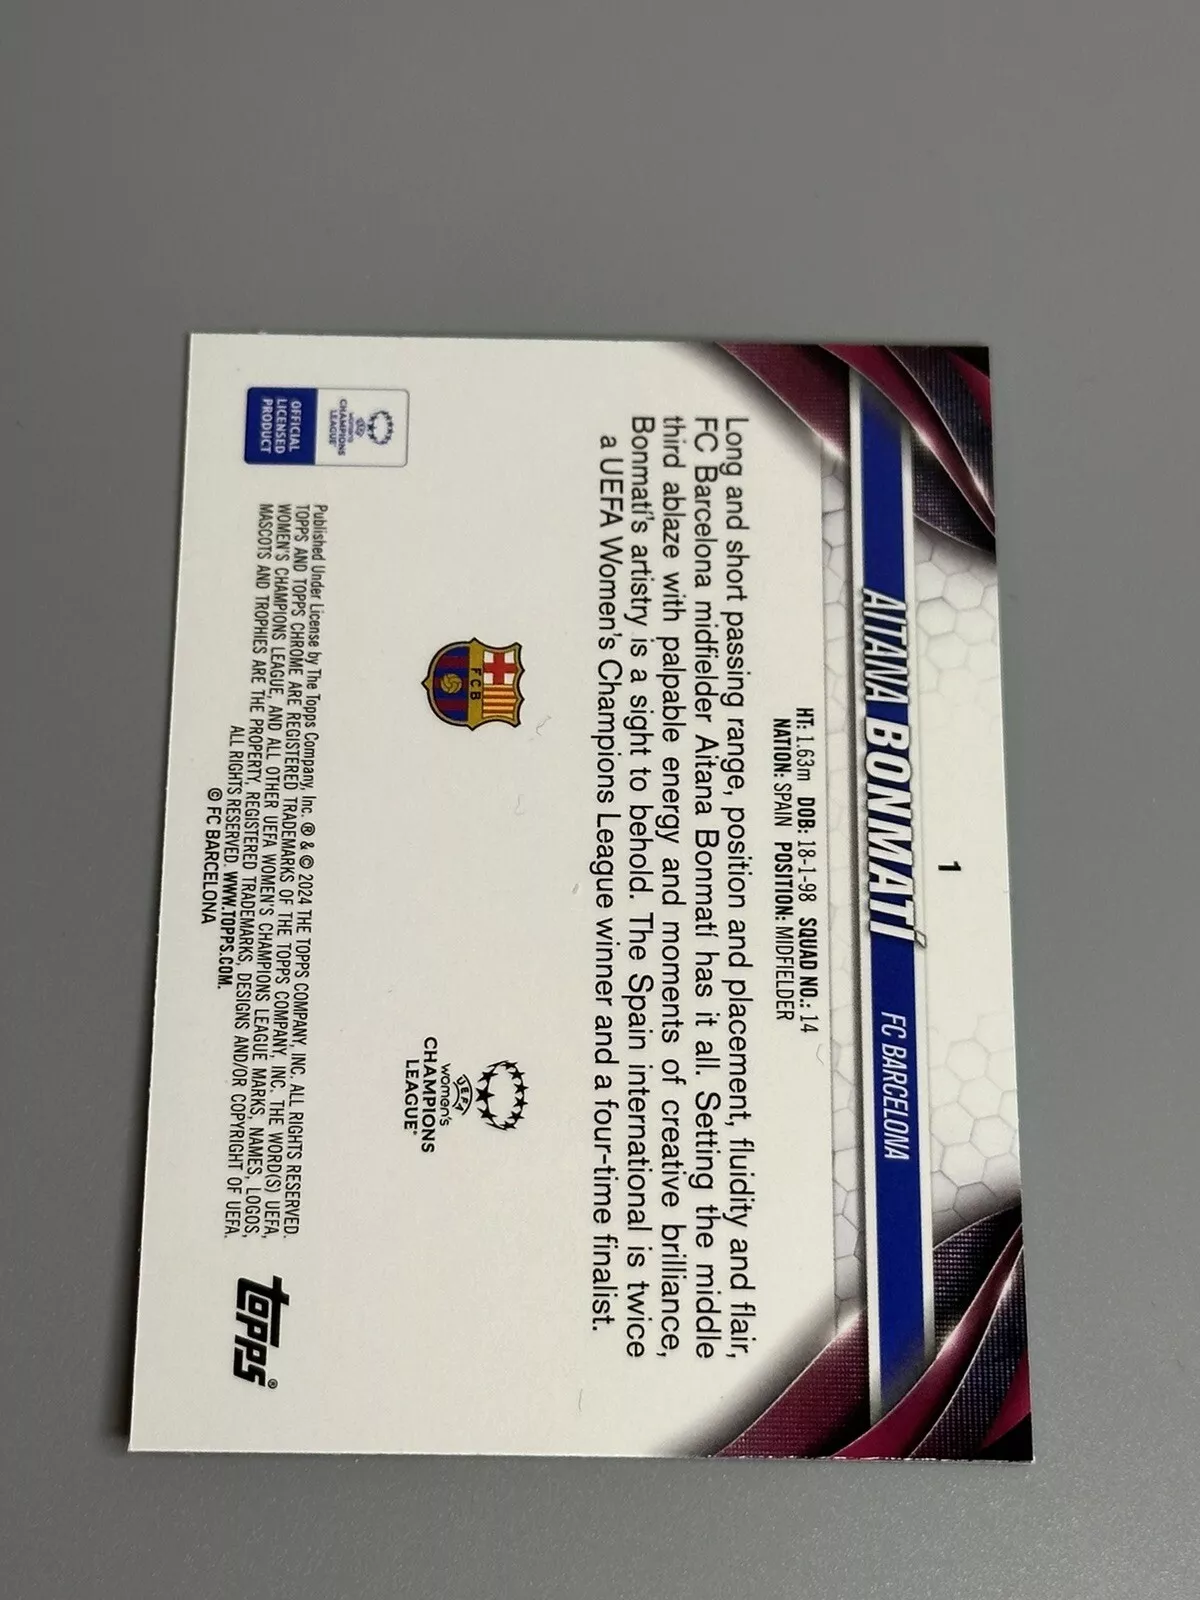 1
AITANA BONMATÍ FC BARCELONA
HT: 1.63m DOB: 18-1-98 SQUAD NO.: 14
NATION: SPAIN POSITION: MIDFIELDER
Long and short passing range, position and placement, fluidity and flair,
FC Barcelona midfielder Aitana Bonmatí has it all. Setting the middle
third ablaze with palpable energy and moments of creative brilliance,
Bonmatí's artistry is a sight to behold. The Spain international is twice
a UEFA Women's Champions League winner and a four-time finalist.
FCB
UEFA
women's
CHAMPIONS
LEAGUE®
UEFA
women's
CHAMPIONS
LEAGUE®
OFFICIAL
LICENSED
PRODUCT
Published Under License by The Topps Company, Inc. ® & © 2024 THE TOPPS COMPANY, INC. ALL RIGHTS RESERVED.
TOPPS AND TOPPS CHROME ARE REGISTERED TRADEMARKS OF THE TOPPS COMPANY, INC. THE WORD(S) UEFA,
WOMEN'S CHAMPIONS LEAGUE, AND ALL OTHER UEFA WOMEN'S CHAMPIONS LEAGUE MARKS, NAMES, LOGOS,
MASCOTS AND TROPHIES ARE THE PROPERTY, REGISTERED TRADEMARKS, DESIGNS AND/OR COPYRIGHT OF UEFA.
ALL RIGHTS RESERVED. WWW.TOPPS.COM.
© FC BARCELONA
topps®